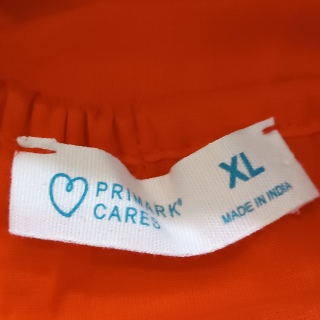 PRIMARK®
CARES
XL
MADE IN INDIA